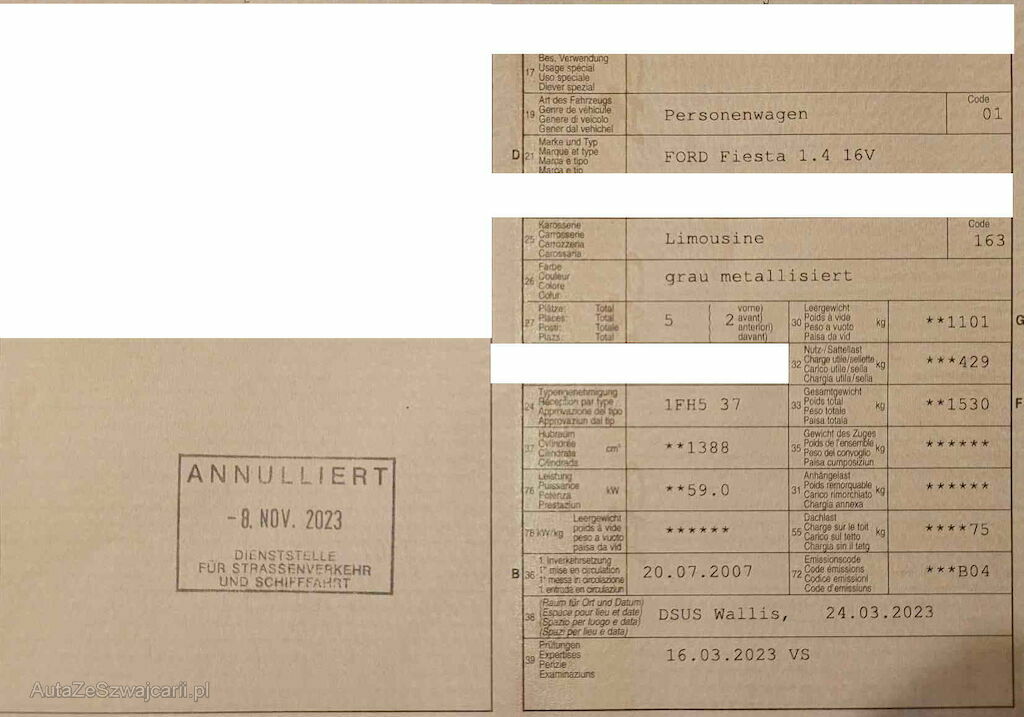 Bes. Verwendung
17 Usage spécial
Uso speciale
Diever spezial
19 Art des Fahrzeugs
Genre de véhicule
Genere di veicolo
Gener dal vehichel
Personenwagen
Code
01
D 21 Marke und Typ
Marque et type
Marca e tipo
Marca e tip
FORD Fiesta 1.4 16V
25 Karosserie
Carrosserie
Carrozzeria
Carossaria
Limousine
Code
163
26 Farbe
Couleur
Colore
Colur
grau metallisiert
27 Plätze: Total
Places: Total
Posti: Totale
Plazs: Total
5 ( 2 vorne)
avant)
anteriori)
davant)
30 Leergewicht
Poids à vide
Peso a vuoto
Paisa da vid
kg **1101 G
32 Nutz-/Sattellast
Charge utile/sellette
Carico utile/sella
Chargia utila/sella
kg ***429
24 Typengenehmigung
Réception par type
Approvazione del tipo
Approvaziun dal tip
1FH5 37
33 Gesamtgewicht
Poids total
Peso totale
Paisa totala
kg **1530 F
37 Hubraum
Cylindrée
Cilindrata
Cilindrada
cm³ **1388
35 Gewicht des Zuges
Poids de l'ensemble
Peso del convoglio
Paisa cumposiziun
kg ******
76 Leistung
Puissance
Potenza
Prestaziun
kW **59.0
31 Anhängelast
Poids remorquable
Carico rimorchiato
Chargia annexa
kg ******
78 kW/kg Leergewicht
poids à vuoto
peso a vuoto
paisa da vid
******
55 Dachlast
Charge sur le toit
Carico sul tetto
Chargia sin il tetg
kg ****75
B 36 1. Inverkehrsetzung
1re mise en circulation
1a messa in circolazione
1. entrada en circulaziun
20.07.2007
72 Emissionscode
Code émissions
Codice emissioni
Code d'emissiuns
***B04
38 (Raum für Ort und Datum)
(Espace pour lieu et date)
(Spazio per luogo e data)
(Spazi per lieu e data)
DSUS Wallis, 24.03.2023
39 Prüfungen
Expertises
Perizie
Examinaziuns
16.03.2023 VS
ANNULLIERT
-8. NOV. 2023
DIENSTSTELLE
FÜR STRASSENVERKEHR
UND SCHIFFFAHRT
AutaZeSzwajcarii.pl